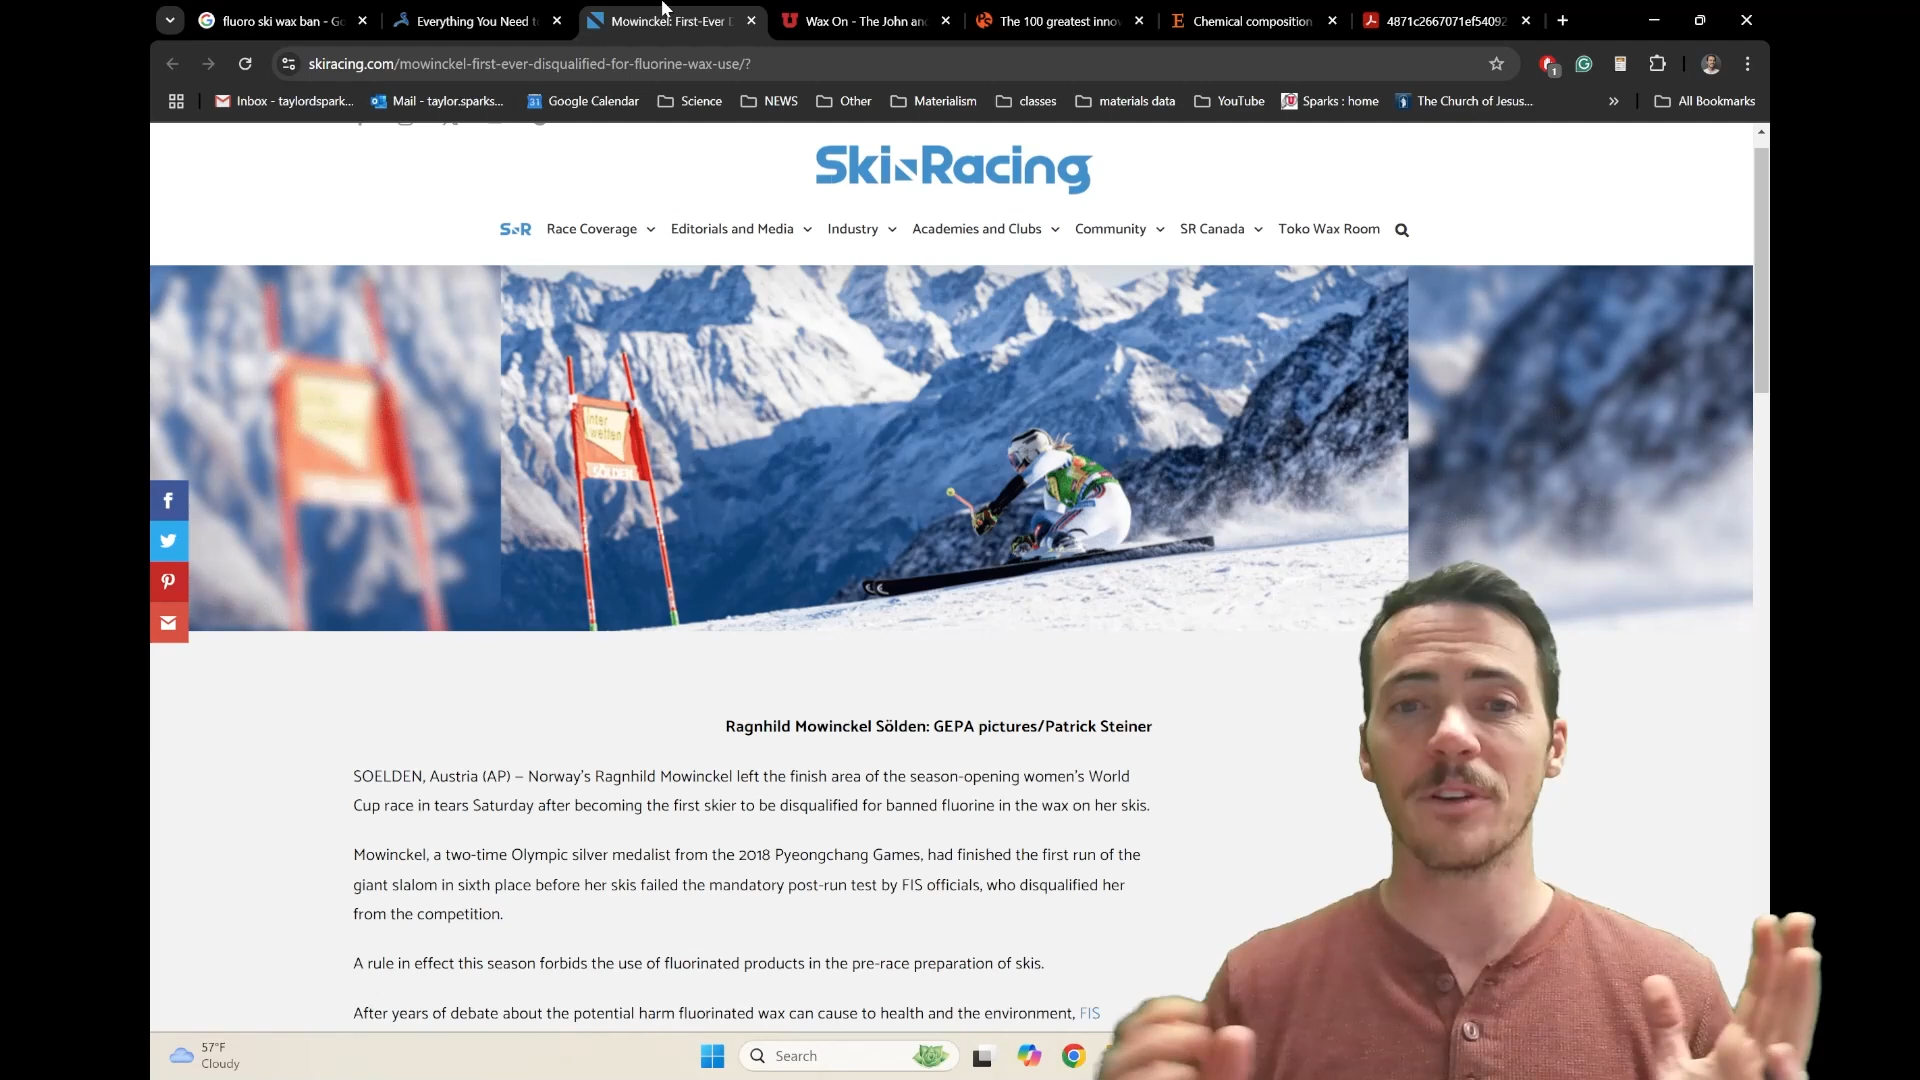 fluoro ski wax ban - Go
Everything You Need t
Mowinckel: First-Ever D
Wax On - The John an
The 100 greatest inno
Chemical composition
4871c2667071ef54092
skiracing.com/mowinckel-first-ever-disqualified-for-fluorine-wax-use/?
1
Inbox - taylordspark...
Mail - taylor.sparks...
31
Google Calendar
Science
NEWS
Other
Materialism
classes
materials data
YouTube
Sparks : home
The Church of Jesus...
All Bookmarks
Ski Racing
SR
Race Coverage
Editorials and Media
Industry
Academies and Clubs
Community
SR Canada
Toko Wax Room
inter
wetten
SÖLDEN
Ragnhild Mowinckel Sölden: GEPA pictures/Patrick Steiner
SOELDEN, Austria (AP) – Norway's Ragnhild Mowinckel left the finish area of the season-opening women's World
Cup race in tears Saturday after becoming the first skier to be disqualified for banned fluorine in the wax on her skis.
Mowinckel, a two-time Olympic silver medalist from the 2018 Pyeongchang Games, had finished the first run of the
giant slalom in sixth place before her skis failed the mandatory post-run test by FIS officials, who disqualified her
from the competition.
A rule in effect this season forbids the use of fluorinated products in the pre-race preparation of skis.
After years of debate about the potential harm fluorinated wax can cause to health and the environment, FIS
57°F
Cloudy
Search